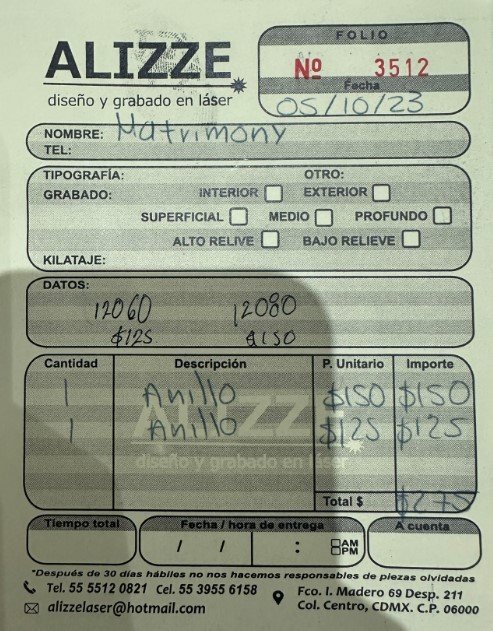 ALIZZE
diseño y grabado en láser
FOLIO
Nº 3512
Fecha
05/10/23
NOMBRE: Matrimony
TEL:
TIPOGRAFÍA: OTRO:
GRABADO: INTERIOR EXTERIOR
SUPERFICIAL MEDIO PROFUNDO
ALTO RELIVE BAJO RELIEVE
KILATAJE:
DATOS:
12060 12080
$125 $150
Cantidad Descripción P. Unitario Importe
1 Anillo $150 $150
1 Anillo $125 $125
ALIZZE
diseño y grabado en láser
Total $ $275
Tiempo total Fecha / hora de entrega A cuenta
/ / : AM PM
*Después de 30 días hábiles no nos hacemos responsables de piezas olvidadas
Tel. 55 5512 0821 Cel. 55 3955 6158
alizzelaser@hotmail.com
Fco. I. Madero 69 Desp. 211
Col. Centro, CDMX. C.P. 06000